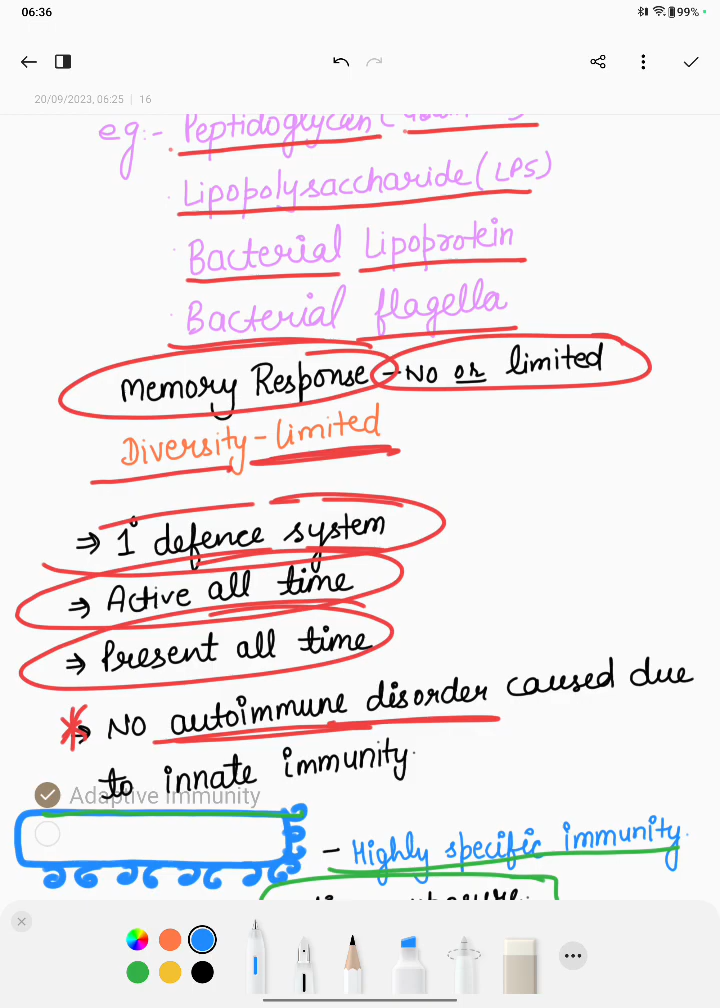 06:36
99%
20/09/2023, 06:25 | 16
eg:- Peptidoglycan (
Lipopolysaccharide (LPS)
Bacterial Lipoprotein
Bacterial flagella
Memory Response - No or limited
Diversity - limited
⇒ 1° defence system
⇒ Active all time
⇒ Present all time
* ⇒ No autoimmune disorder caused due
to innate immunity.
Adaptive Immunity
- Highly specific immunity.